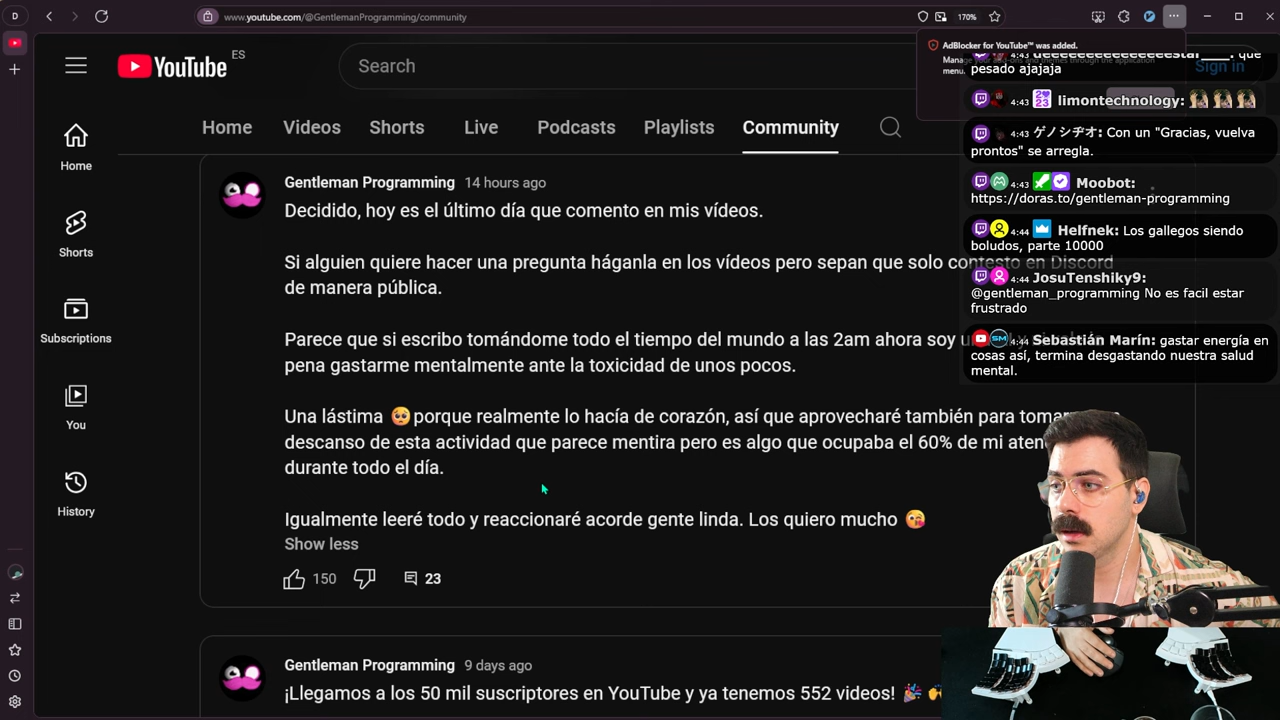 D
www.youtube.com/@GentlemanProgramming/community
170%
AdBlocker for YouTube™ was added.
menu.
YouTube
ES
Search
Sign in
Home Videos Shorts Live Podcasts Playlists Community
Home
Shorts
Subscriptions
You
History
Gentleman Programming 14 hours ago
Decidido, hoy es el último día que comento en mis vídeos.
Si alguien quiere hacer una pregunta háganla en los vídeos pero sepan que solo contesto en Discord
de manera pública.
Parece que si escribo tomándome todo el tiempo del mundo a las 2am ahora soy
pena gastarme mentalmente ante la toxicidad de unos pocos.
Una lástima 🥺porque realmente lo hacía de corazón, así que aprovecharé también para
descanso de esta actividad que parece mentira pero es algo que ocupaba el 60% de mi
durante todo el día.
Igualmente leeré todo y reaccionaré acorde gente linda. Los quiero mucho 😘
Show less
150
23
Gentleman Programming 9 days ago
¡Llegamos a los 50 mil suscriptores en YouTube y ya tenemos 552 videos! 🎉
4:43 que
pesado ajajaja
4:43 limontechnology:
4:43 ゲノシヂオ: Con un "Gracias, vuelva
prontos" se arregla.
4:43 Moobot:
https://doras.to/gentleman-programming
4:44 Helfnek: Los gallegos siendo
boludos, parte 10000
4:44 JosuTenshiky9:
@gentleman_programming No es facil estar
frustrado
4:44 Sebastián Marín: gastar energía en
cosas así, termina desgastando nuestra salud
mental.